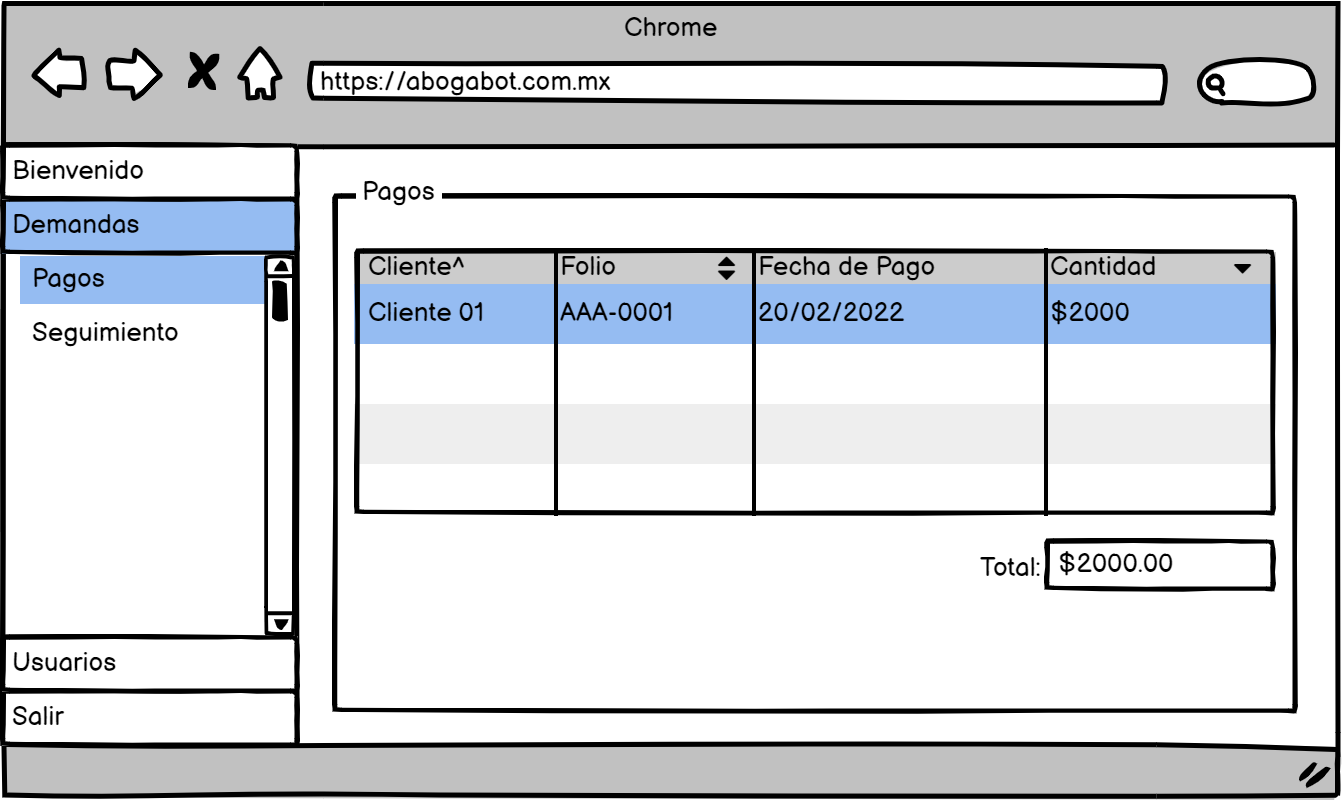 Chrome
https://abogabot.com.mx
Bienvenido
Demandas
Pagos
Seguimiento
Usuarios
Salir
Pagos
Cliente^ Folio Fecha de Pago Cantidad
Cliente 01 AAA-0001 20/02/2022 $2000
Total: $2000.00